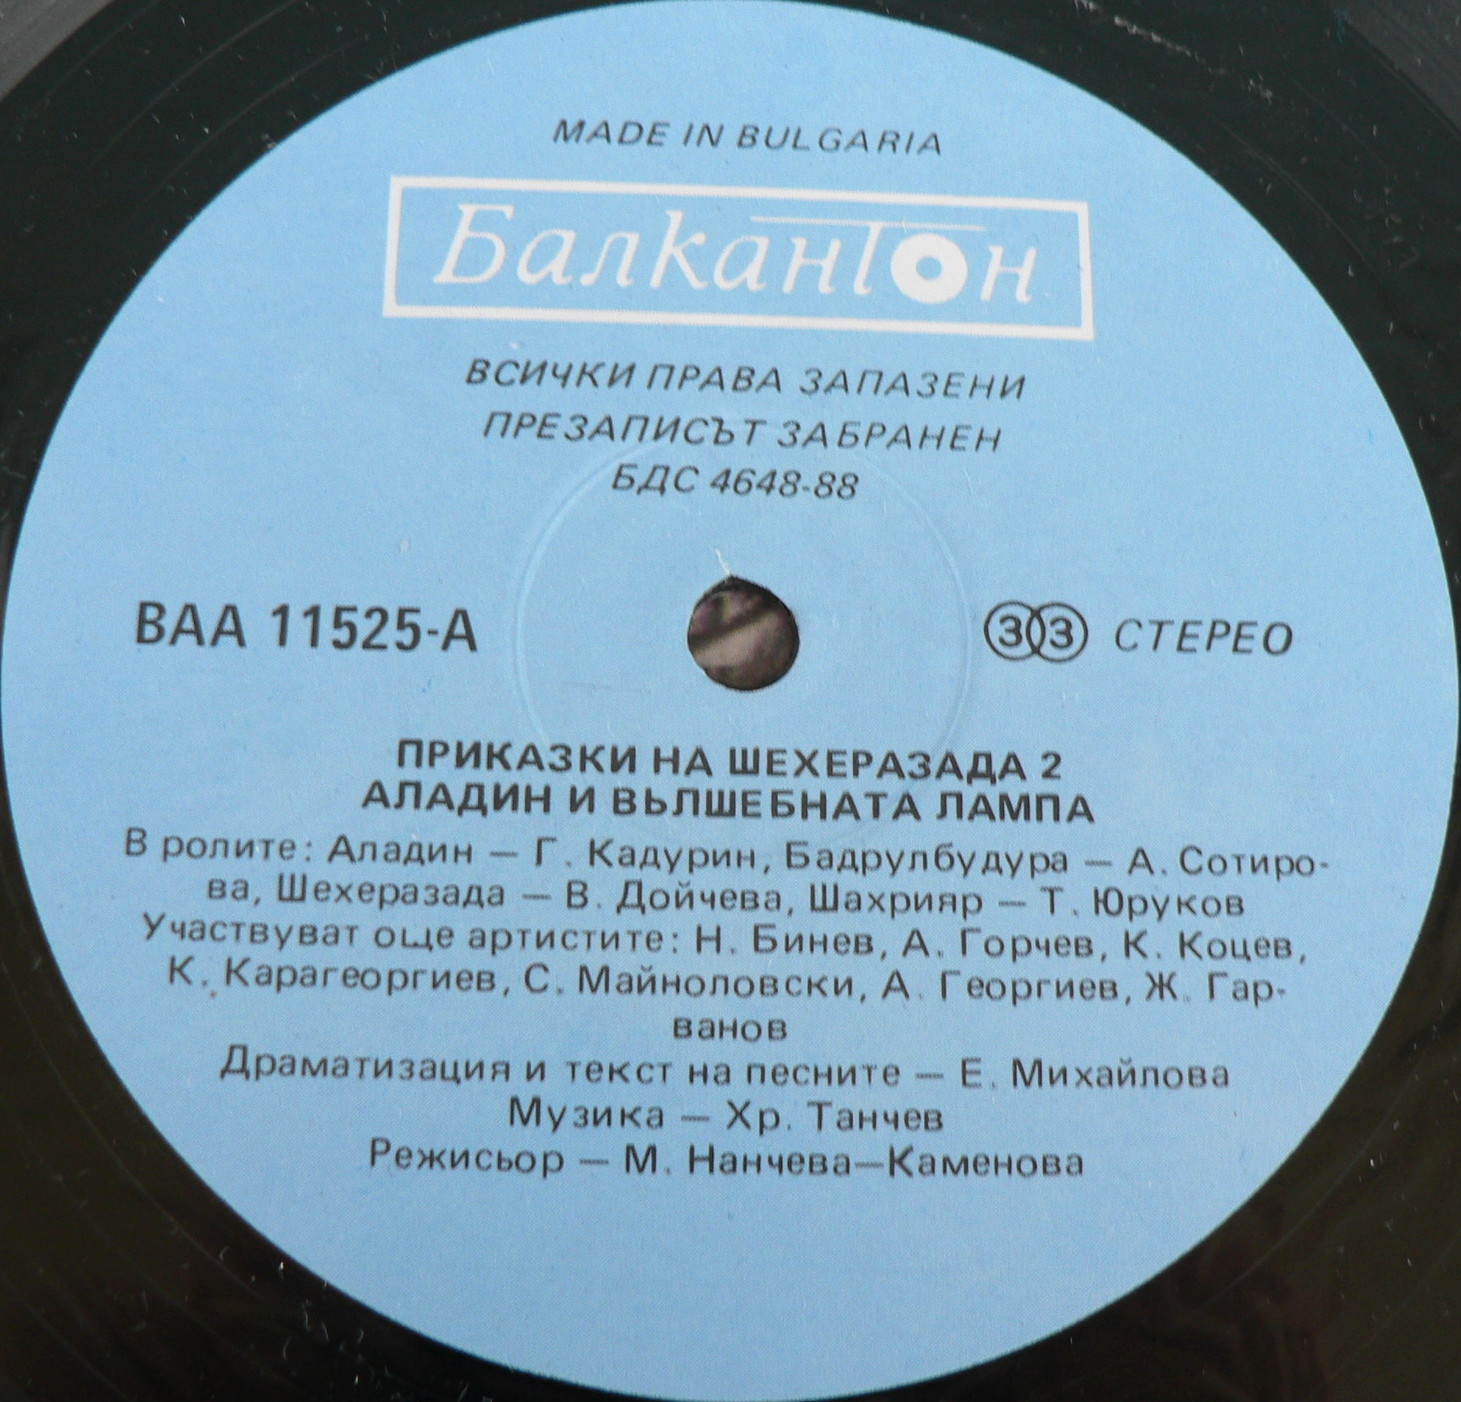 MADE IN BULGARIA
Балкантон
ВСИЧКИ ПРАВА ЗАПАЗЕНИ
ПРЕЗАПИСЪТ ЗАБРАНЕН
БДС 4648-88
ВАА 11525-А
33 СТЕРЕО
ПРИКАЗКИ НА ШЕХЕРАЗАДА 2
АЛАДИН И ВЬЛШЕБНАТА ЛАМПА
В ролите: Аладин — Г. Кадурин, Бадрулбудура — А. Сотиро-
ва, Шехеразада — В. Дойчева, Шахрияр — Т. Юруков
Участвуват още артистите: Н. Бинев, А. Горчев, К. Коцев,
К. Карагеоргиев, С. Майноловски, А. Георгиев, Ж. Гар-
ванов
Драматизация и текст на песните — Е. Михайлова
Музика — Хр. Танчев
Режисьор — М. Нанчева—Каменова